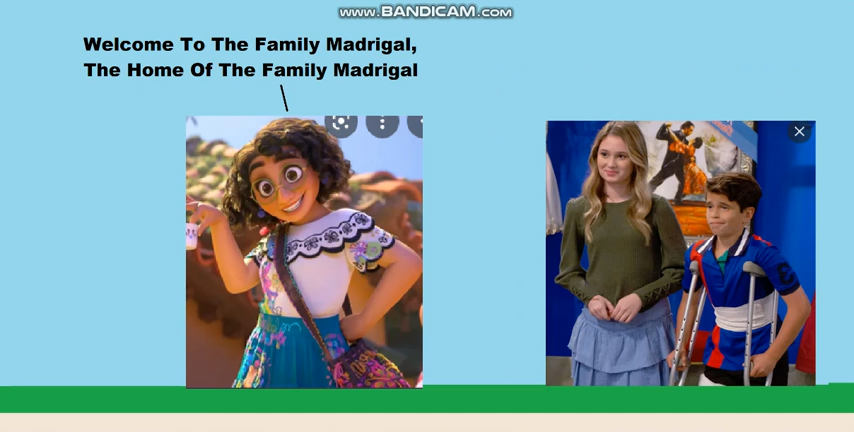 www.BANDICAM.com
Welcome To The Family Madrigal,
The Home Of The Family Madrigal